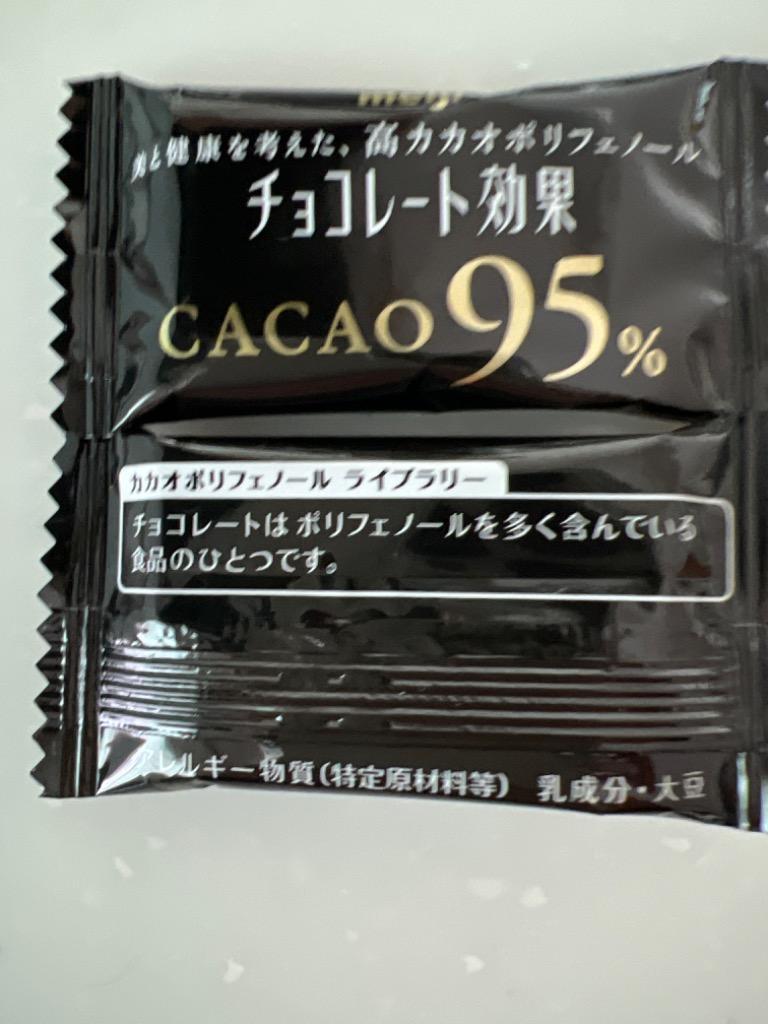 meiji
美と健康を考えた、高カカオポリフェノール
チョコレート効果
CACAO 95%
カカオポリフェノール ライブラリー
チョコレートは ポリフェノールを多く含んでいる
食品のひとつです。
アレルギー物質(特定原材料等) 乳成分・大豆